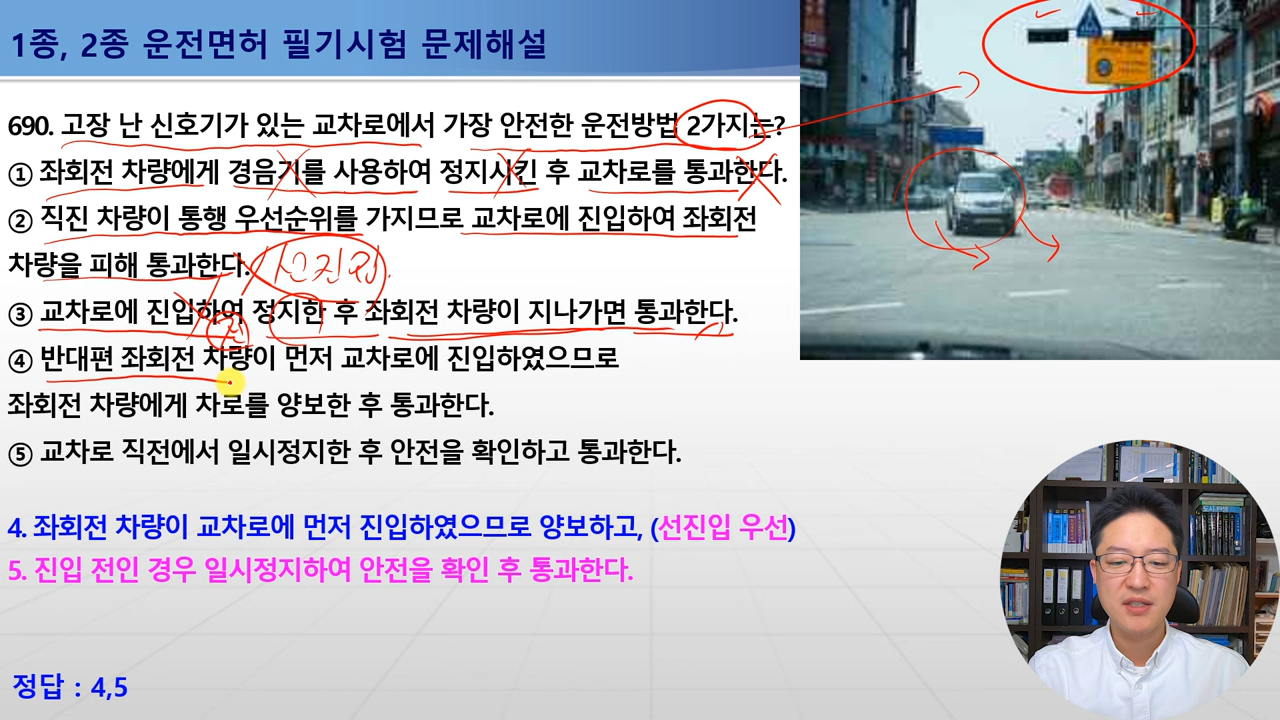 1종, 2종 운전면허 필기시험 문제해설
690. 고장 난 신호기가 있는 교차로에서 가장 안전한 운전방법 2가지는?
① 좌회전 차량에게 경음기를 사용하여 정지시킨 후 교차로를 통과한다.
② 직진 차량이 통행 우선순위를 가지므로 교차로에 진입하여 좌회전
차량을 피해 통과한다.
선진입
③ 교차로에 진입하여 정지한 후 좌회전 차량이 지나가면 통과한다.
전
④ 반대편 좌회전 차량이 먼저 교차로에 진입하였으므로
좌회전 차량에게 차로를 양보한 후 통과한다.
⑤ 교차로 직전에서 일시정지한 후 안전을 확인하고 통과한다.
4. 좌회전 차량이 교차로에 먼저 진입하였으므로 양보하고, (선진입 우선)
5. 진입 전인 경우 일시정지하여 안전을 확인 후 통과한다.
정답 : 4,5